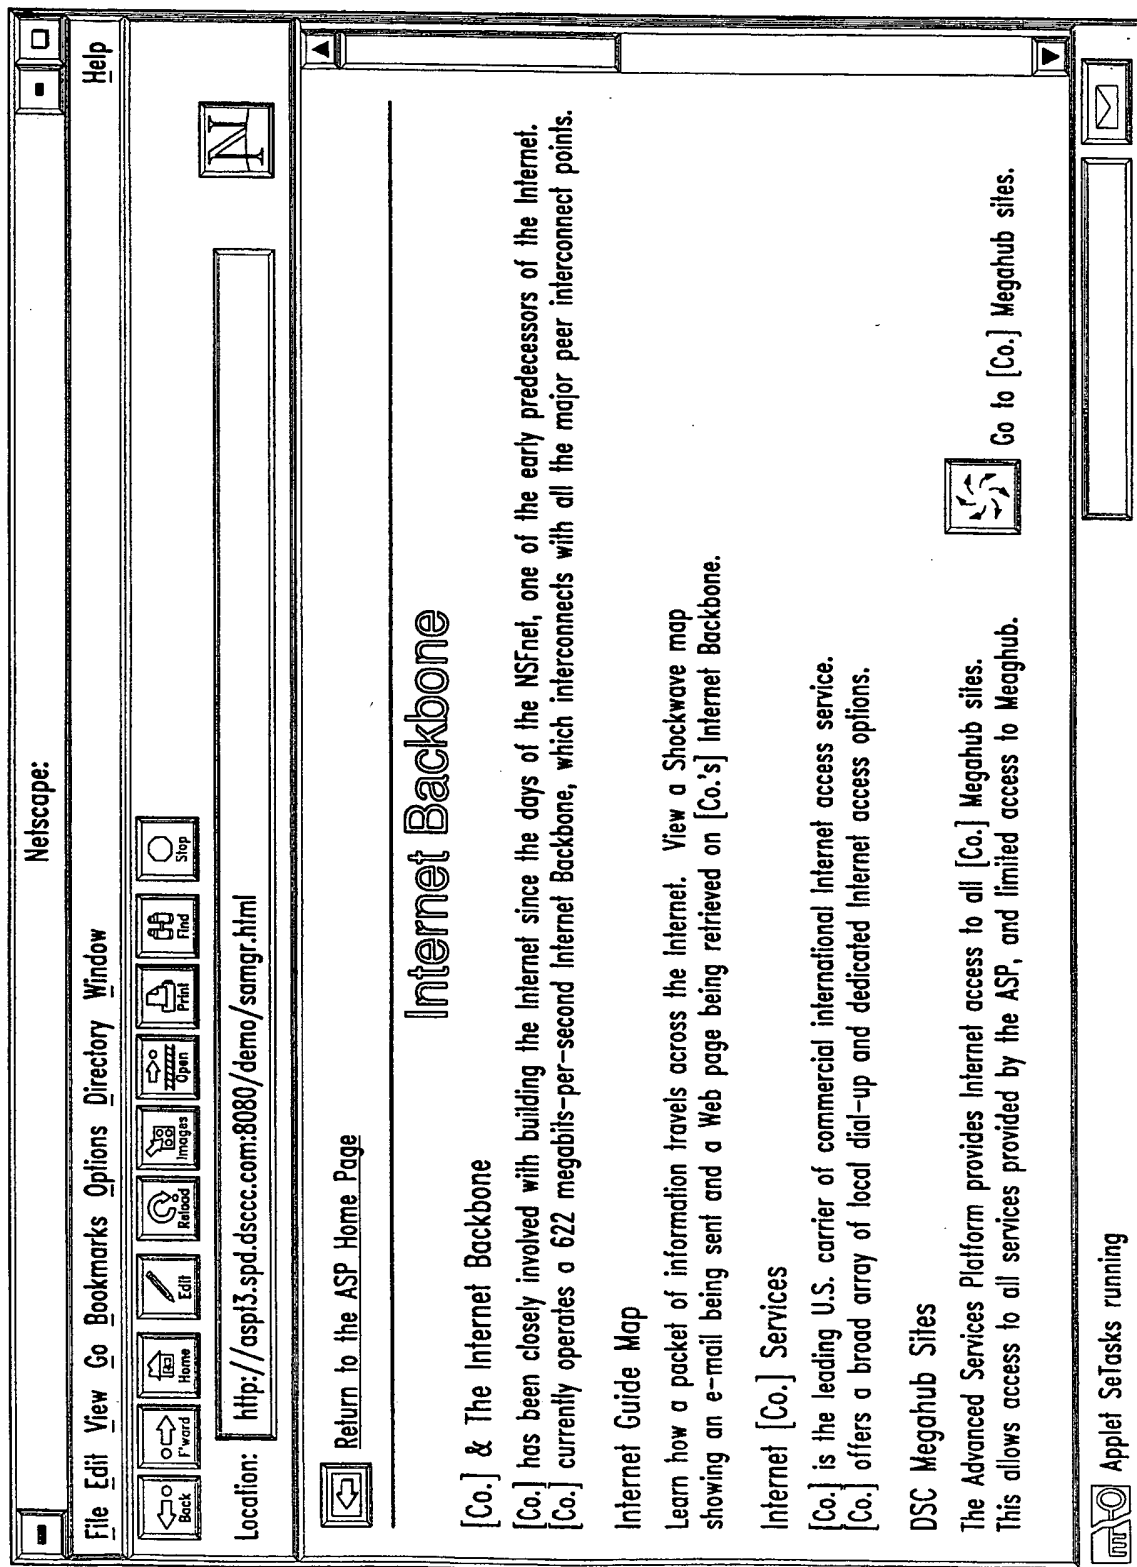 Netscape:
File Edit View Go Bookmarks Options Directory Window Help
Back F'ward Home Edit Reload Images Open Print Find Stop
Location: http://aspt3.spd.dsccc.com:8080/demo/samgr.html
N
Return to the ASP Home Page
Internet Backbone
[Co.] & The Internet Backbone
[Co.] has been closely involved with building the Internet since the days of the NSFnet, one of the early predecessors of the Internet.
[Co.] currently operates a 622 megabits-per-second Internet Backbone, which interconnects with all the major peer interconnect points.
Internet Guide Map
Learn how a packet of information travels across the Internet. View a Shockwave map
showing an e-mail being sent and a Web page being retrieved on [Co.'s] Internet Backbone.
Internet [Co.] Services
[Co.] is the leading U.S. carrier of commercial international Internet access service.
[Co.] offers a broad array of local dial-up and dedicated Internet access options.
DSC Megahub Sites
The Advanced Services Platform provides Internet access to all [Co.] Megahub sites.
This allows access to all services provided by the ASP, and limited access to Meaghub.
Go to [Co.] Megahub sites.
Applet SeTasks running